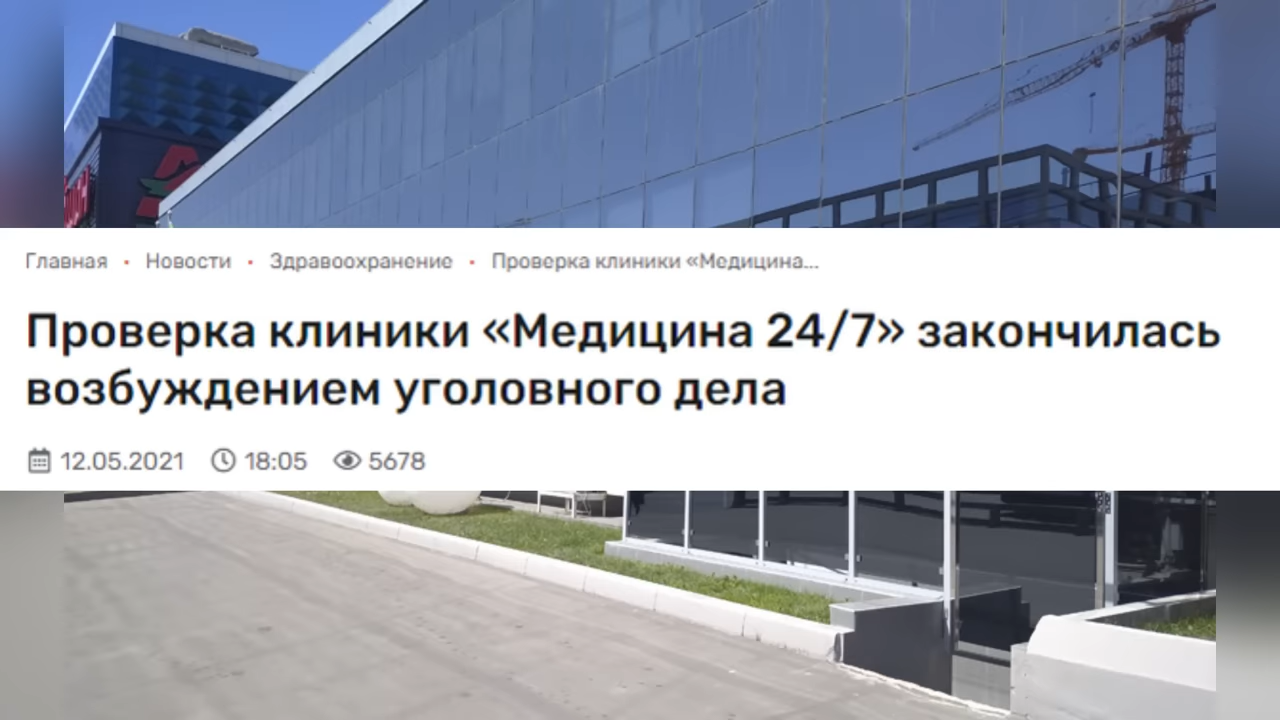 Главная • Новости • Здравоохранение • Проверка клиники «Медицина...
Проверка клиники «Медицина 24/7» закончилась
возбуждением уголовного дела
12.05.2021 18:05 5678